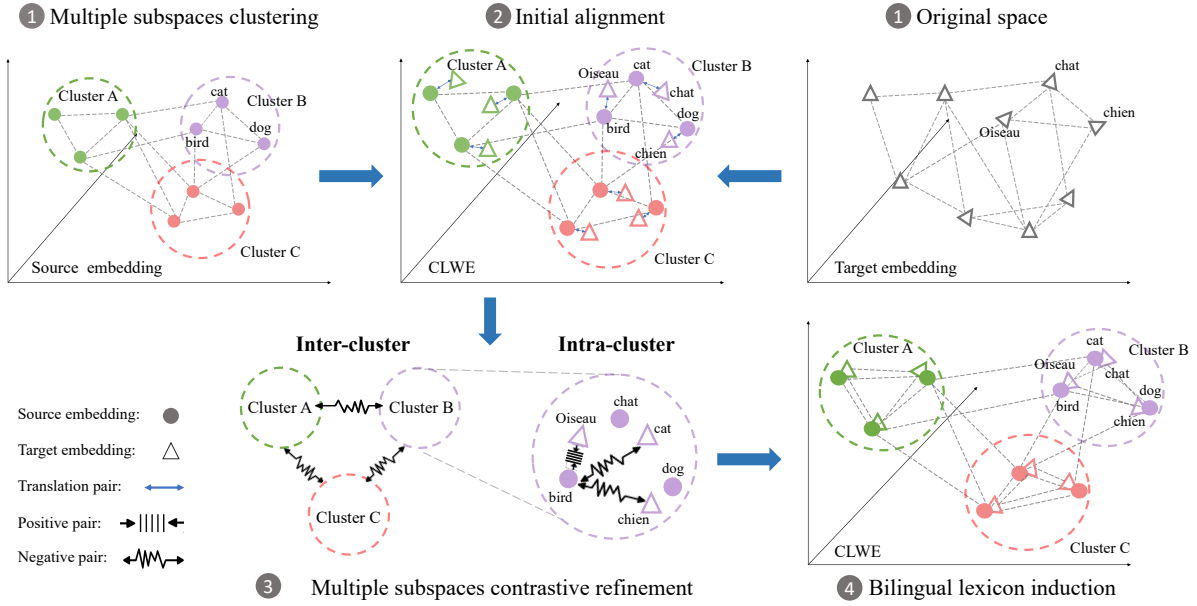 1 Multiple subspaces clustering
Cluster A
cat
Cluster B
dog
bird
Cluster C
Source embedding
2 Initial alignment
Cluster A
Oiseau
cat
Cluster B
chat
dog
bird
chien
Cluster C
CLWE
1 Original space
chat
chien
Oiseau
Target embedding
Inter-cluster
Cluster A
Cluster B
Cluster C
Intra-cluster
chat
Oiseau
cat
dog
bird
chien
Source embedding:
Target embedding:
Translation pair:
Positive pair:
Negative pair:
3 Multiple subspaces contrastive refinement
Cluster A
cat
Cluster B
Oiseau
chat
dog
bird
chien
Cluster C
CLWE
4 Bilingual lexicon induction